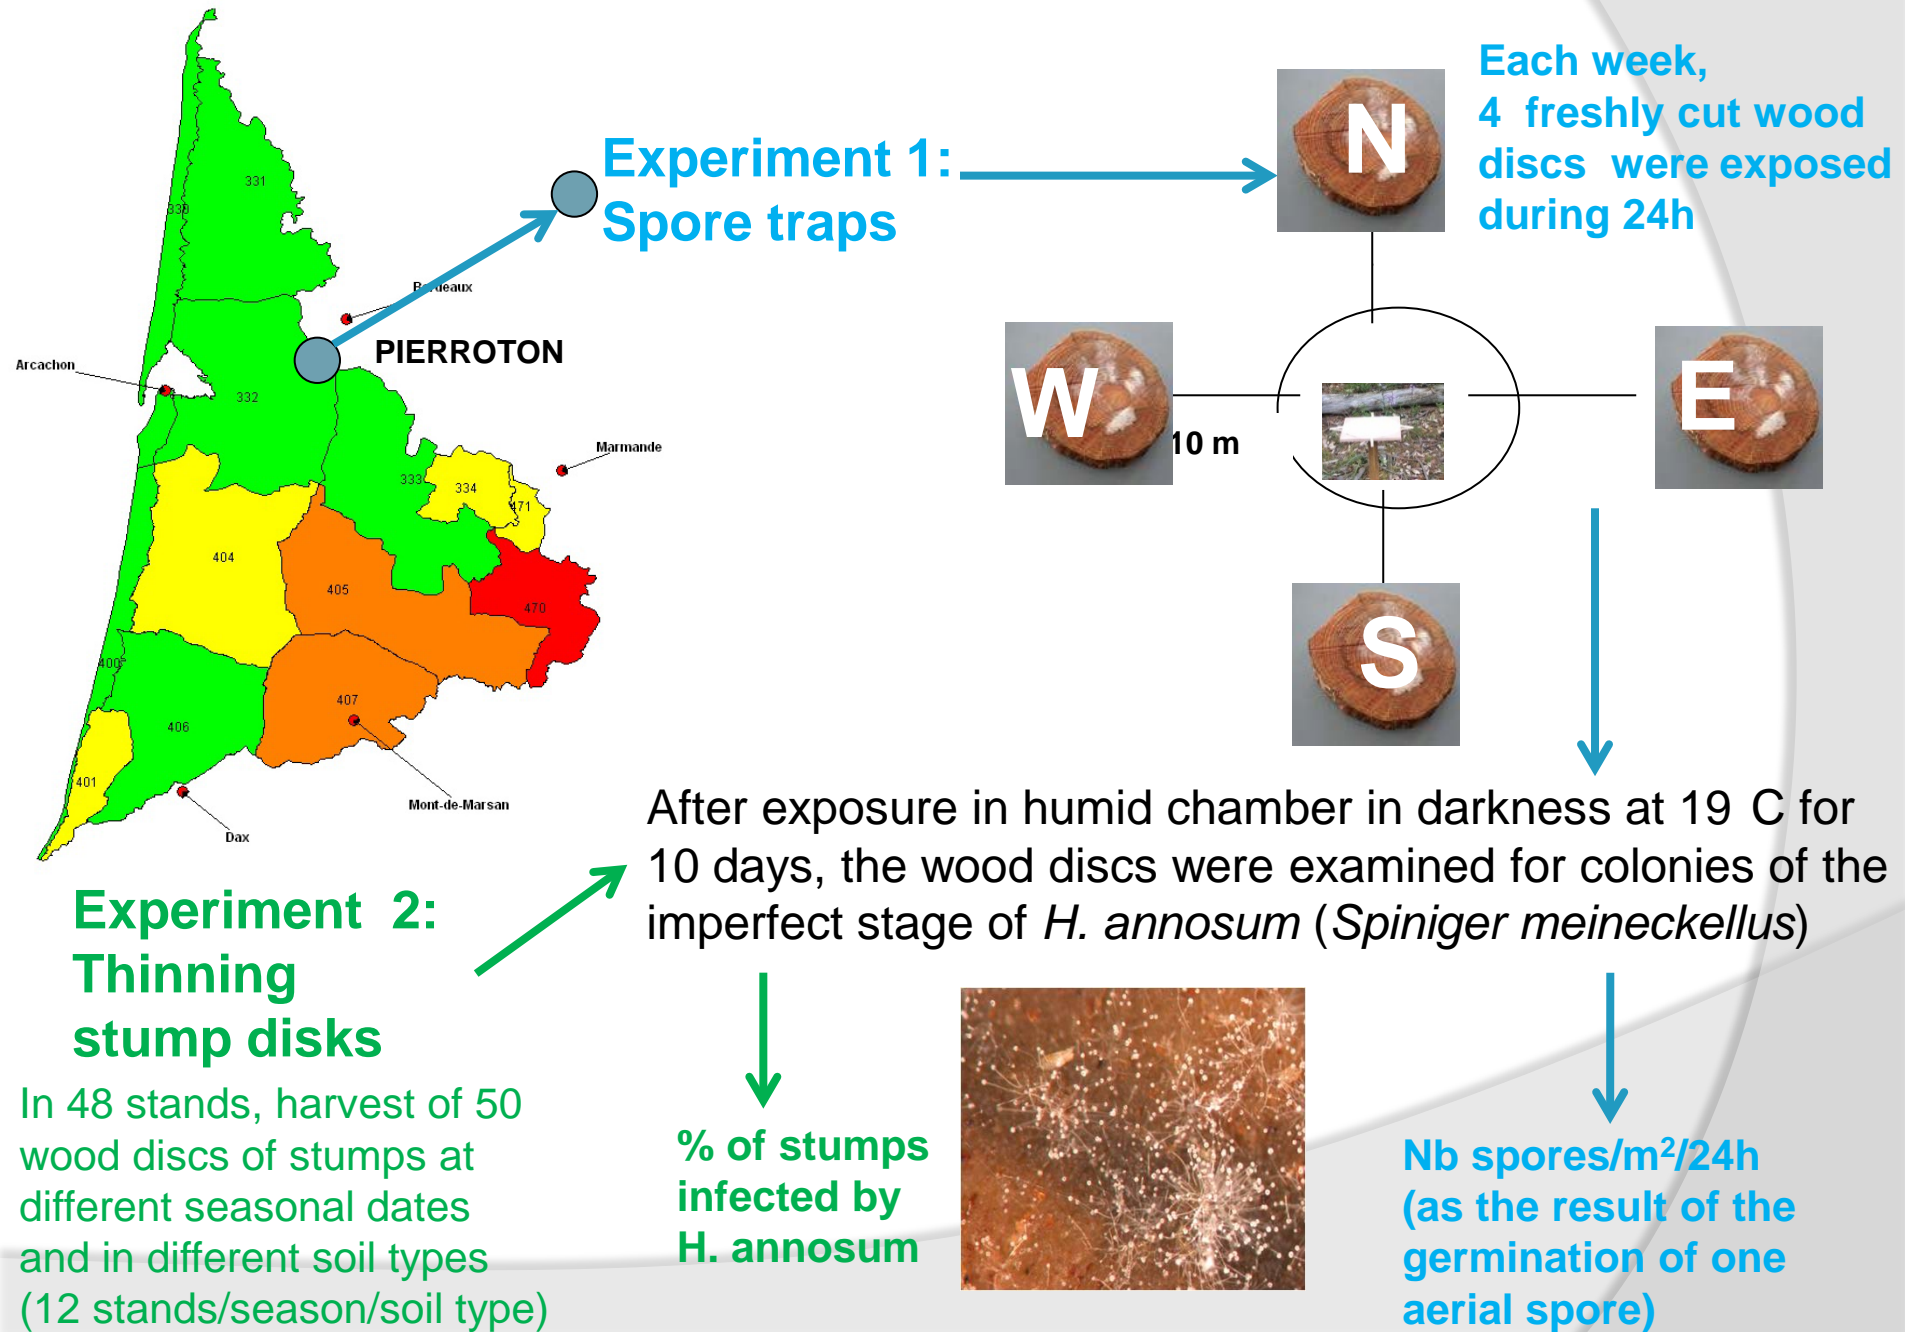 Experiment 1:
Spore traps
N
Each week,
4 freshly cut wood
discs were exposed
during 24h
W
10 m
E
S
331
330
Bordeaux
PIERROTON
Arcachon
332
Marmande
333
334
471
404
405
470
400
407
406
401
Mont-de-Marsan
Dax
After exposure in humid chamber in darkness at 19 C for
10 days, the wood discs were examined for colonies of the
imperfect stage of H. annosum (Spiniger meineckellus)
Experiment 2:
Thinning
stump disks
In 48 stands, harvest of 50
wood discs of stumps at
different seasonal dates
and in different soil types
(12 stands/season/soil type)
% of stumps
infected by
H. annosum
Nb spores/m²/24h
(as the result of the
germination of one
aerial spore)